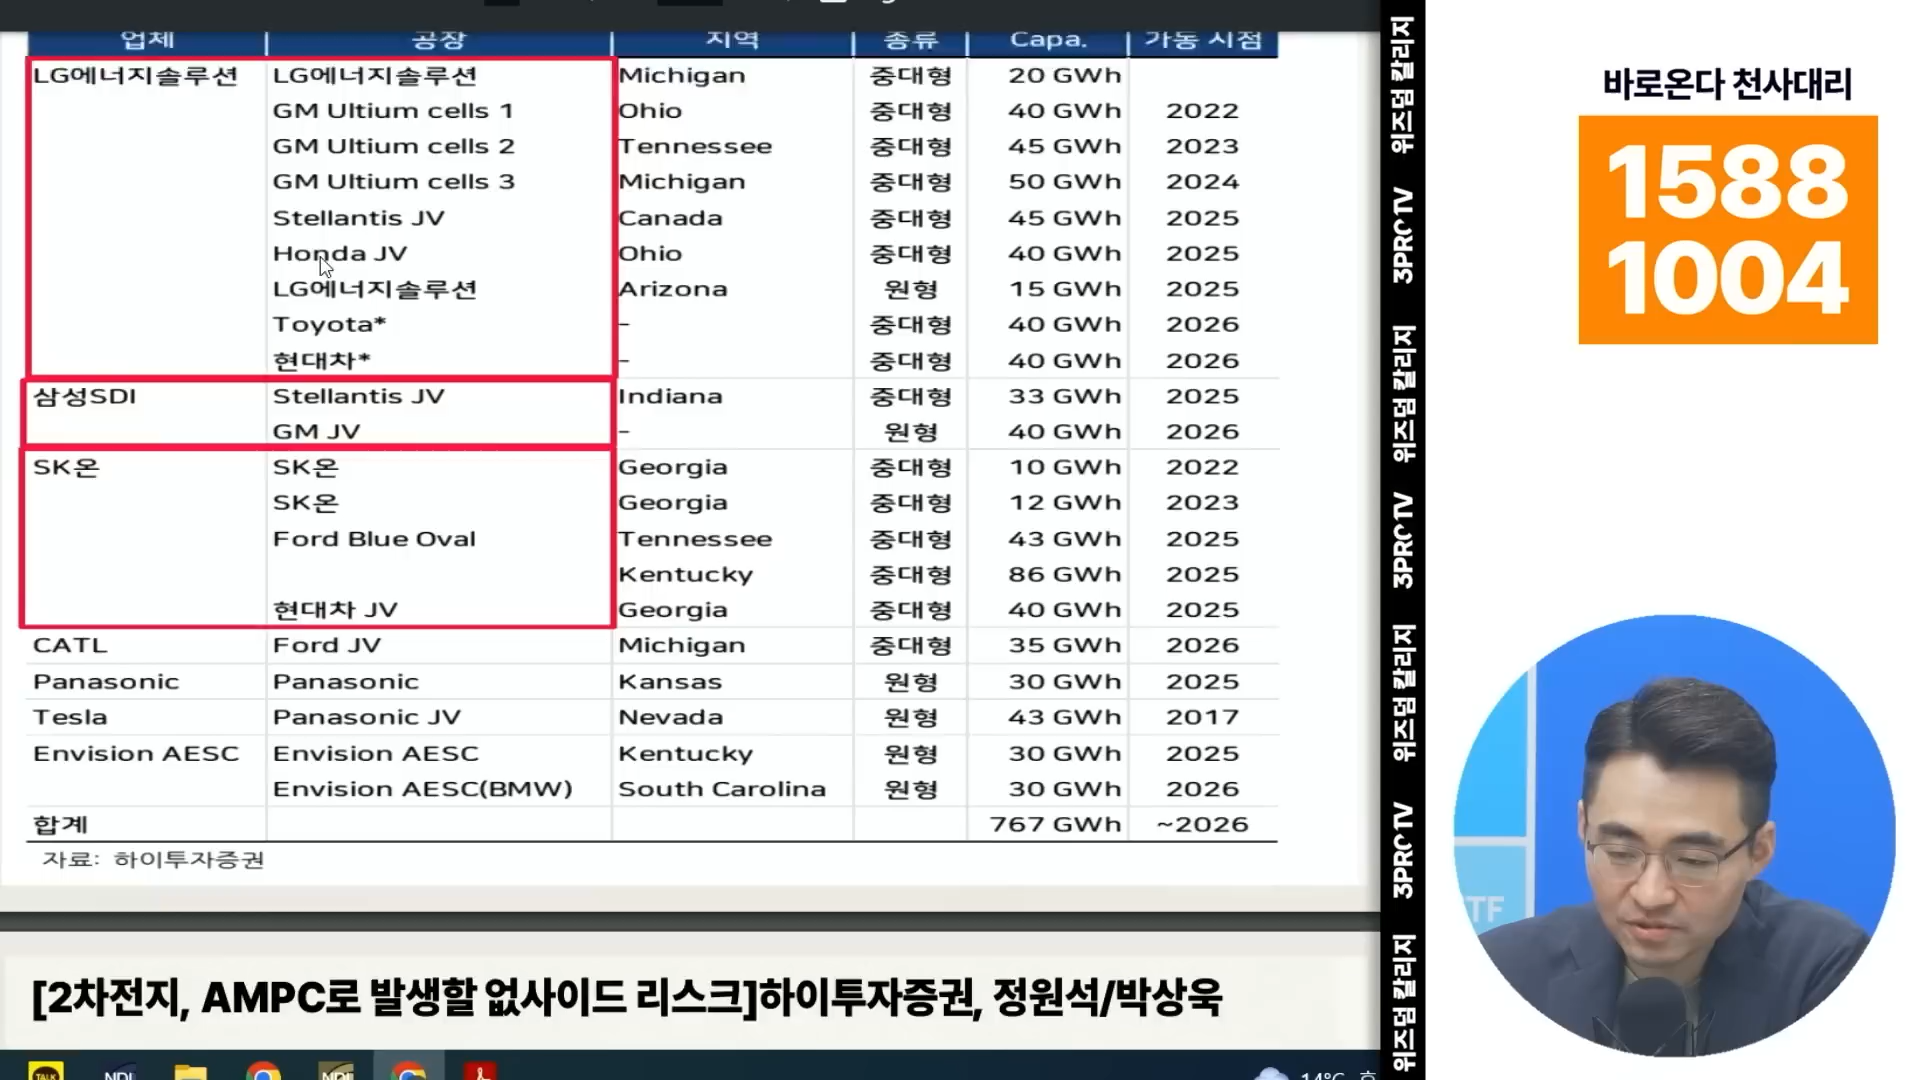 업체 공장 지역 종류 Capa. 가동 시점
LG에너지솔루션 LG에너지솔루션 Michigan 중대형 20 GWh
GM Ultium cells 1 Ohio 중대형 40 GWh 2022
GM Ultium cells 2 Tennessee 중대형 45 GWh 2023
GM Ultium cells 3 Michigan 중대형 50 GWh 2024
Stellantis JV Canada 중대형 45 GWh 2025
Honda JV Ohio 중대형 40 GWh 2025
LG에너지솔루션 Arizona 원형 15 GWh 2025
Toyota* - 중대형 40 GWh 2026
현대차* - 중대형 40 GWh 2026
삼성SDI Stellantis JV Indiana 중대형 33 GWh 2025
GM JV - 원형 40 GWh 2026
SK온 SK온 Georgia 중대형 10 GWh 2022
SK온 Georgia 중대형 12 GWh 2023
Ford Blue Oval Tennessee 중대형 43 GWh 2025
Kentucky 중대형 86 GWh 2025
현대차 JV Georgia 중대형 40 GWh 2025
CATL Ford JV Michigan 중대형 35 GWh 2026
Panasonic Panasonic Kansas 원형 30 GWh 2025
Tesla Panasonic JV Nevada 원형 43 GWh 2017
Envision AESC Envision AESC Kentucky 원형 30 GWh 2025
Envision AESC(BMW) South Carolina 원형 30 GWh 2026
합계 767 GWh ~2026
자료: 하이투자증권
[2차전지, AMPC로 발생할 없사이드 리스크]하이투자증권, 정원석/박상욱
TALK
NDI
NDI
14°C
위즈덤 칼리지
3PROTV
위즈덤 칼리지
3PROTV
위즈덤 칼리지
3PROTV
위즈덤 칼리지
바로온다 천사대리
1588
1004
TF